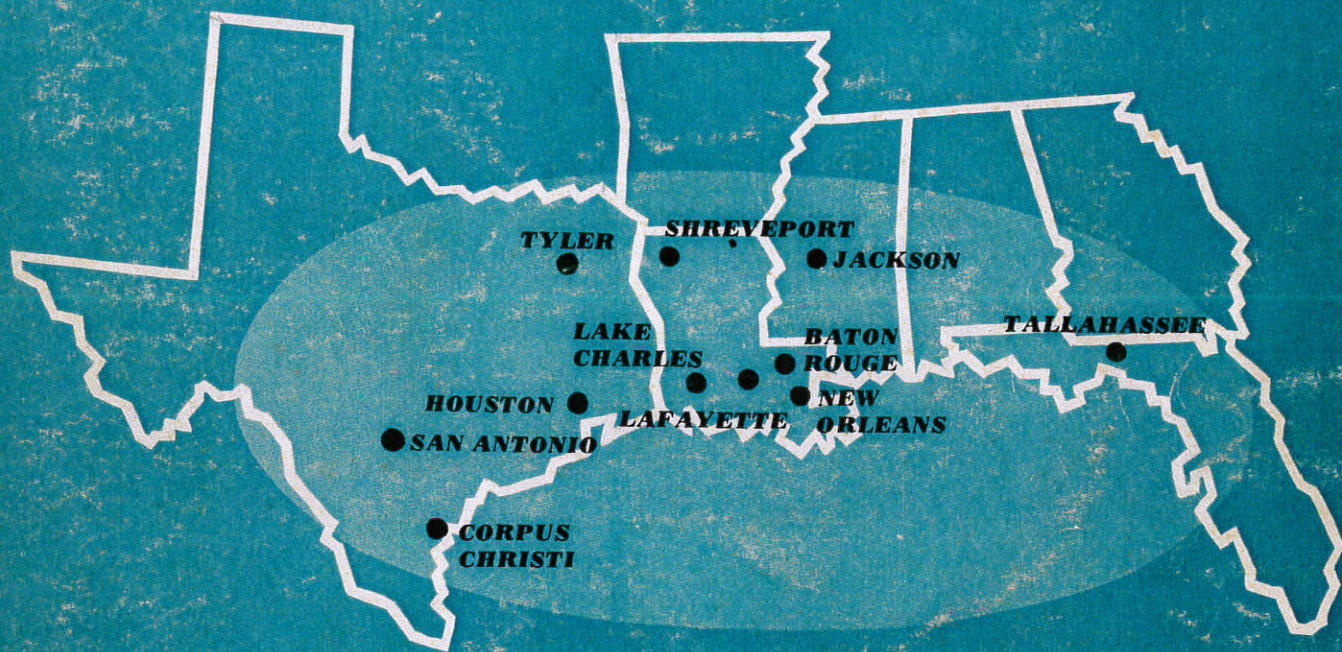 SHREVEPORT
TYLER
JACKSON
TALLAHASSEE
LAKE
CHARLES
BATON
ROUGE
HOUSTON
LAFAYETTE
NEW
ORLEANS
SAN ANTONIO
CORPUS
CHRISTI